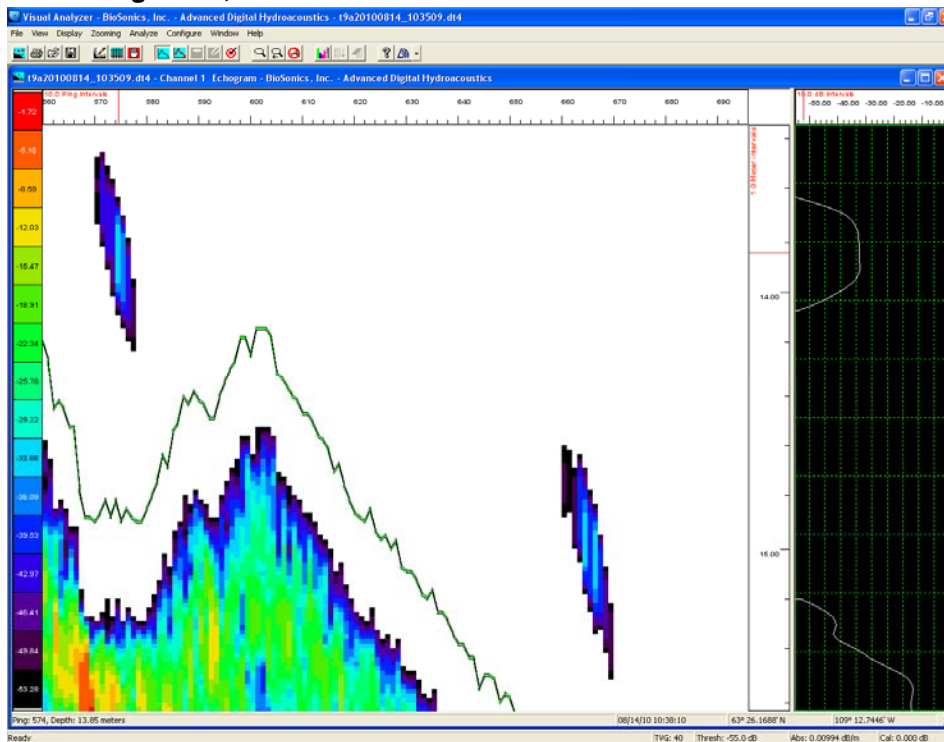 Visual Analyzer - BioSonics, Inc. - Advanced Digital Hydroacoustics - t9a20100814_103509.dt4
File View Display Zooming Analyze Configure Window Help
t9a20100814_103509.dt4 - Channel 1 Echogram - BioSonics, Inc. - Advanced Digital Hydroacoustics
10.0 Ping Intervals
560 570 580 590 600 610 620 630 640 650 660 670 680 690
10.0 dB Intervals
-50.00 -40.00 -30.00 -20.00 -10.00
1.0 Meter Intervals
-1.72
-5.16
-8.59
-12.03
-15.47
-18.91
-22.34
-25.78
-29.22
-32.66
-36.09
-39.53
-42.97
-46.41
-49.84
-53.28
14.00
15.00
Ping: 574, Depth: 13.85 meters
08/14/10 10:38:10
63° 26.1688' N
109° 12.7446' W
Ready
TVG: 40
Thresh: -55.0 dB
Abs: 0.00994 dB/m
Cal: 0.000 dB